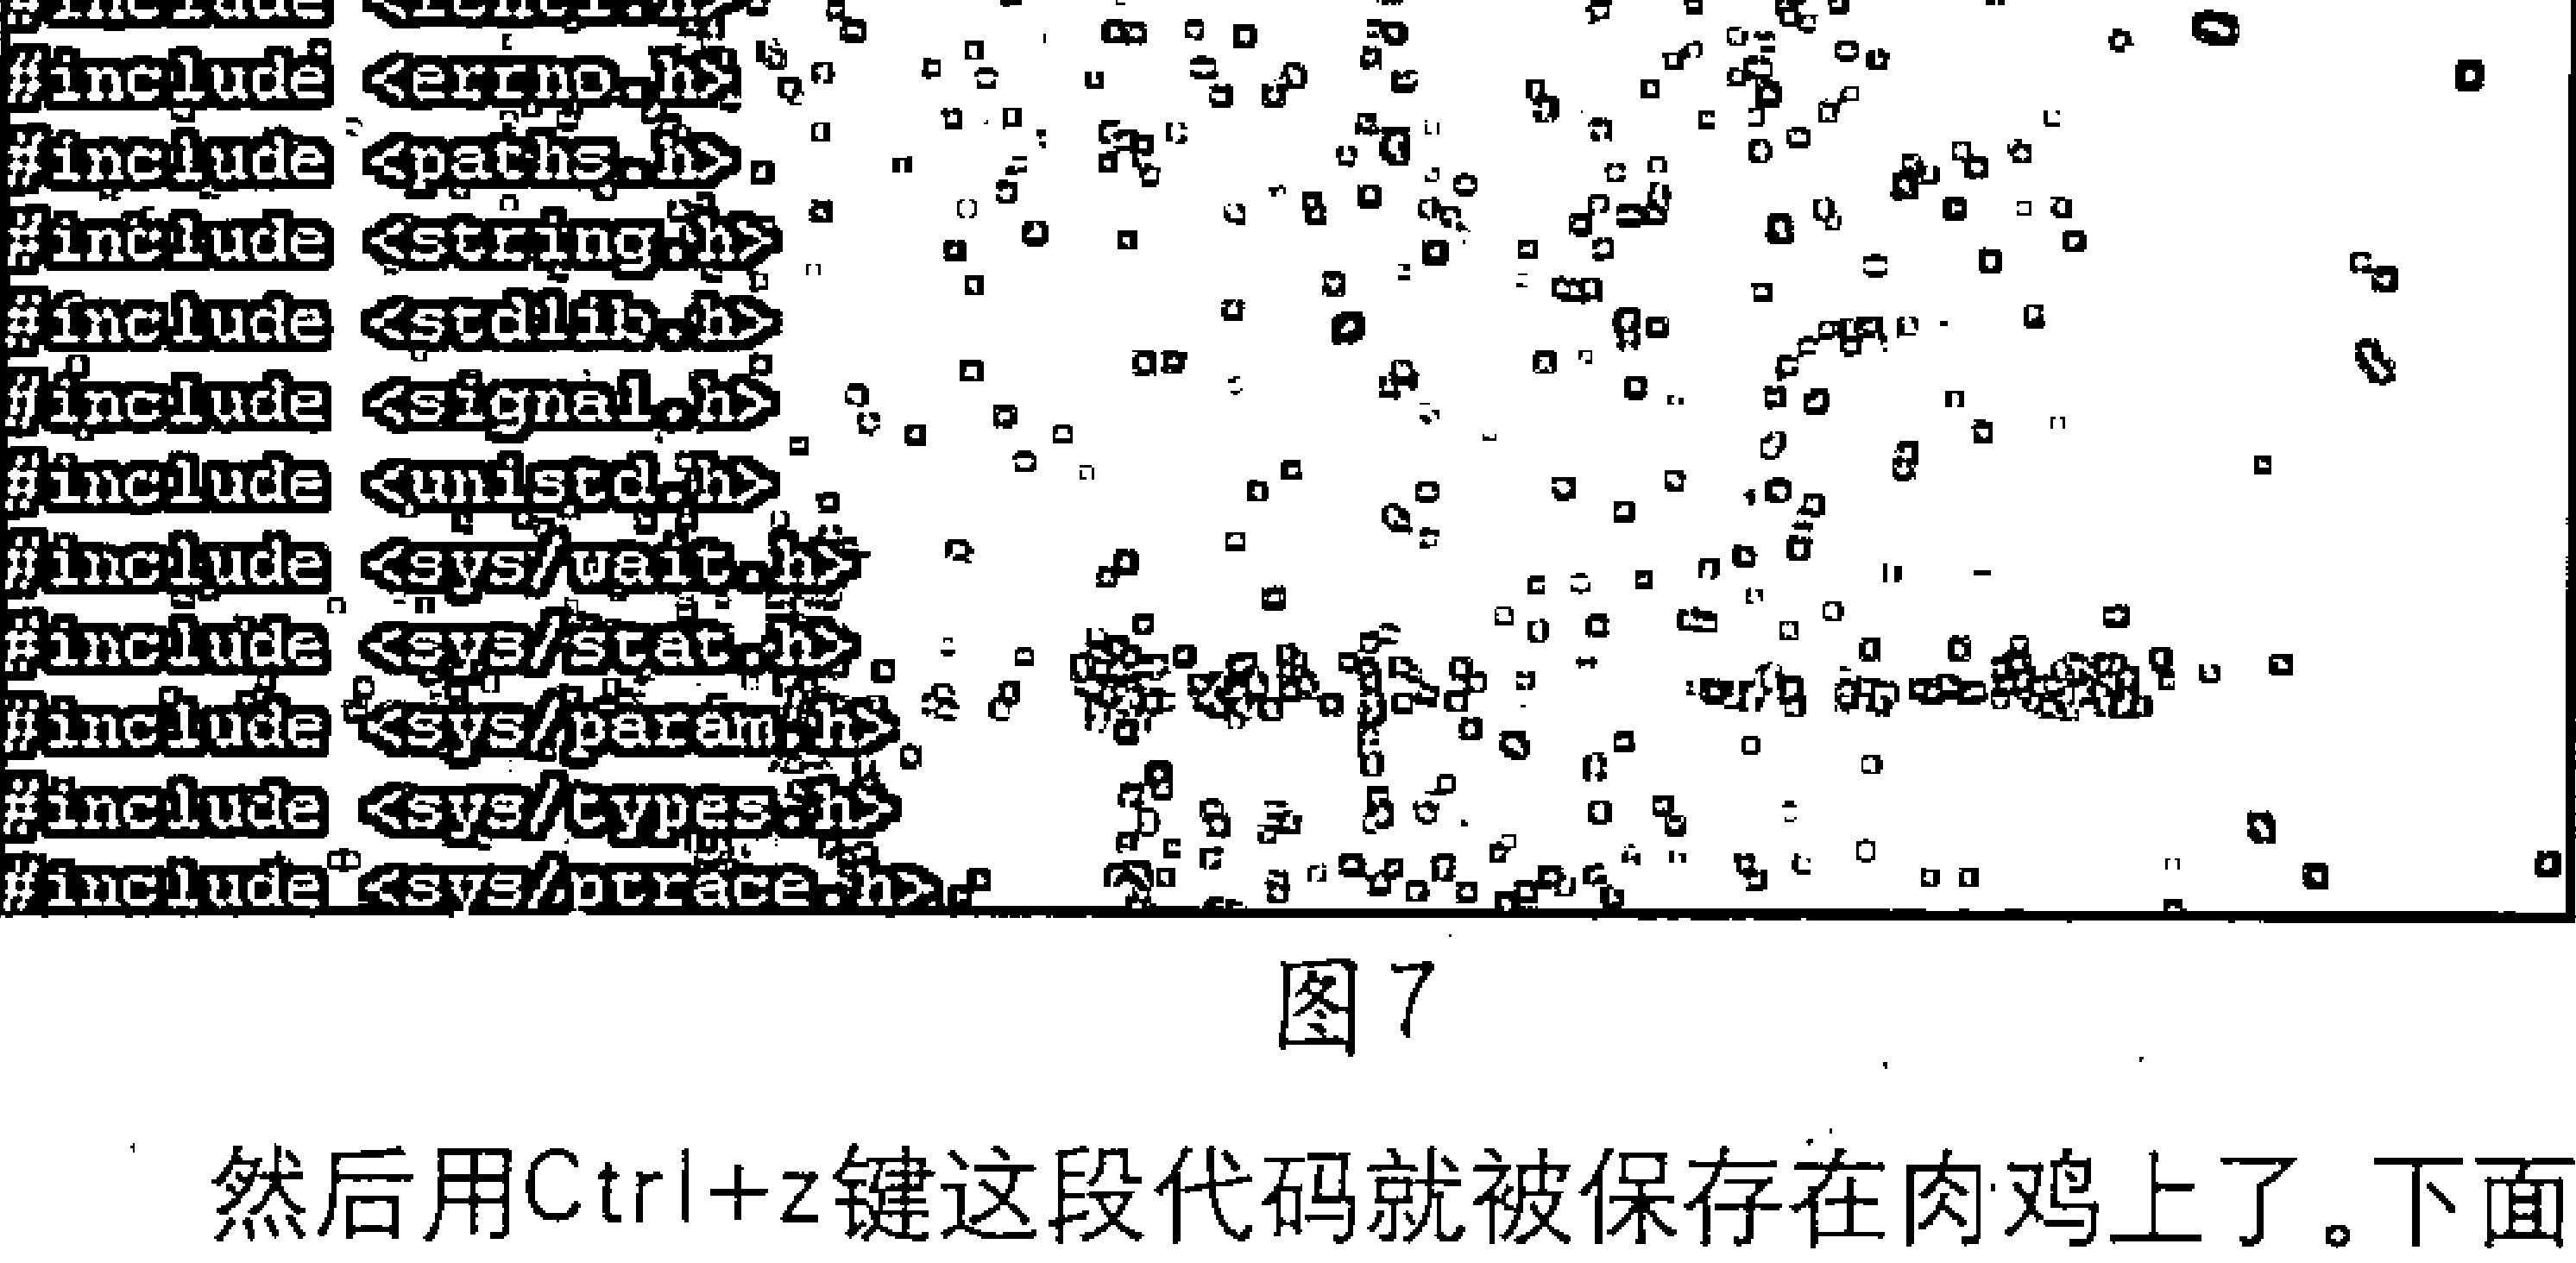 #include <fcntl.h>
#include <errno.h>
#include <paths.h>
#include <string.h>
#include <stdlib.h>
#include <signal.h>
#include <unistd.h>
#include <sys/wait.h>
#include <sys/stat.h>
#include <sys/param.h>
#include <sys/types.h>
#include <sys/ptrace.h>
图7
然后用Ctrl+z键这段代码就被保存在肉鸡上了。下面